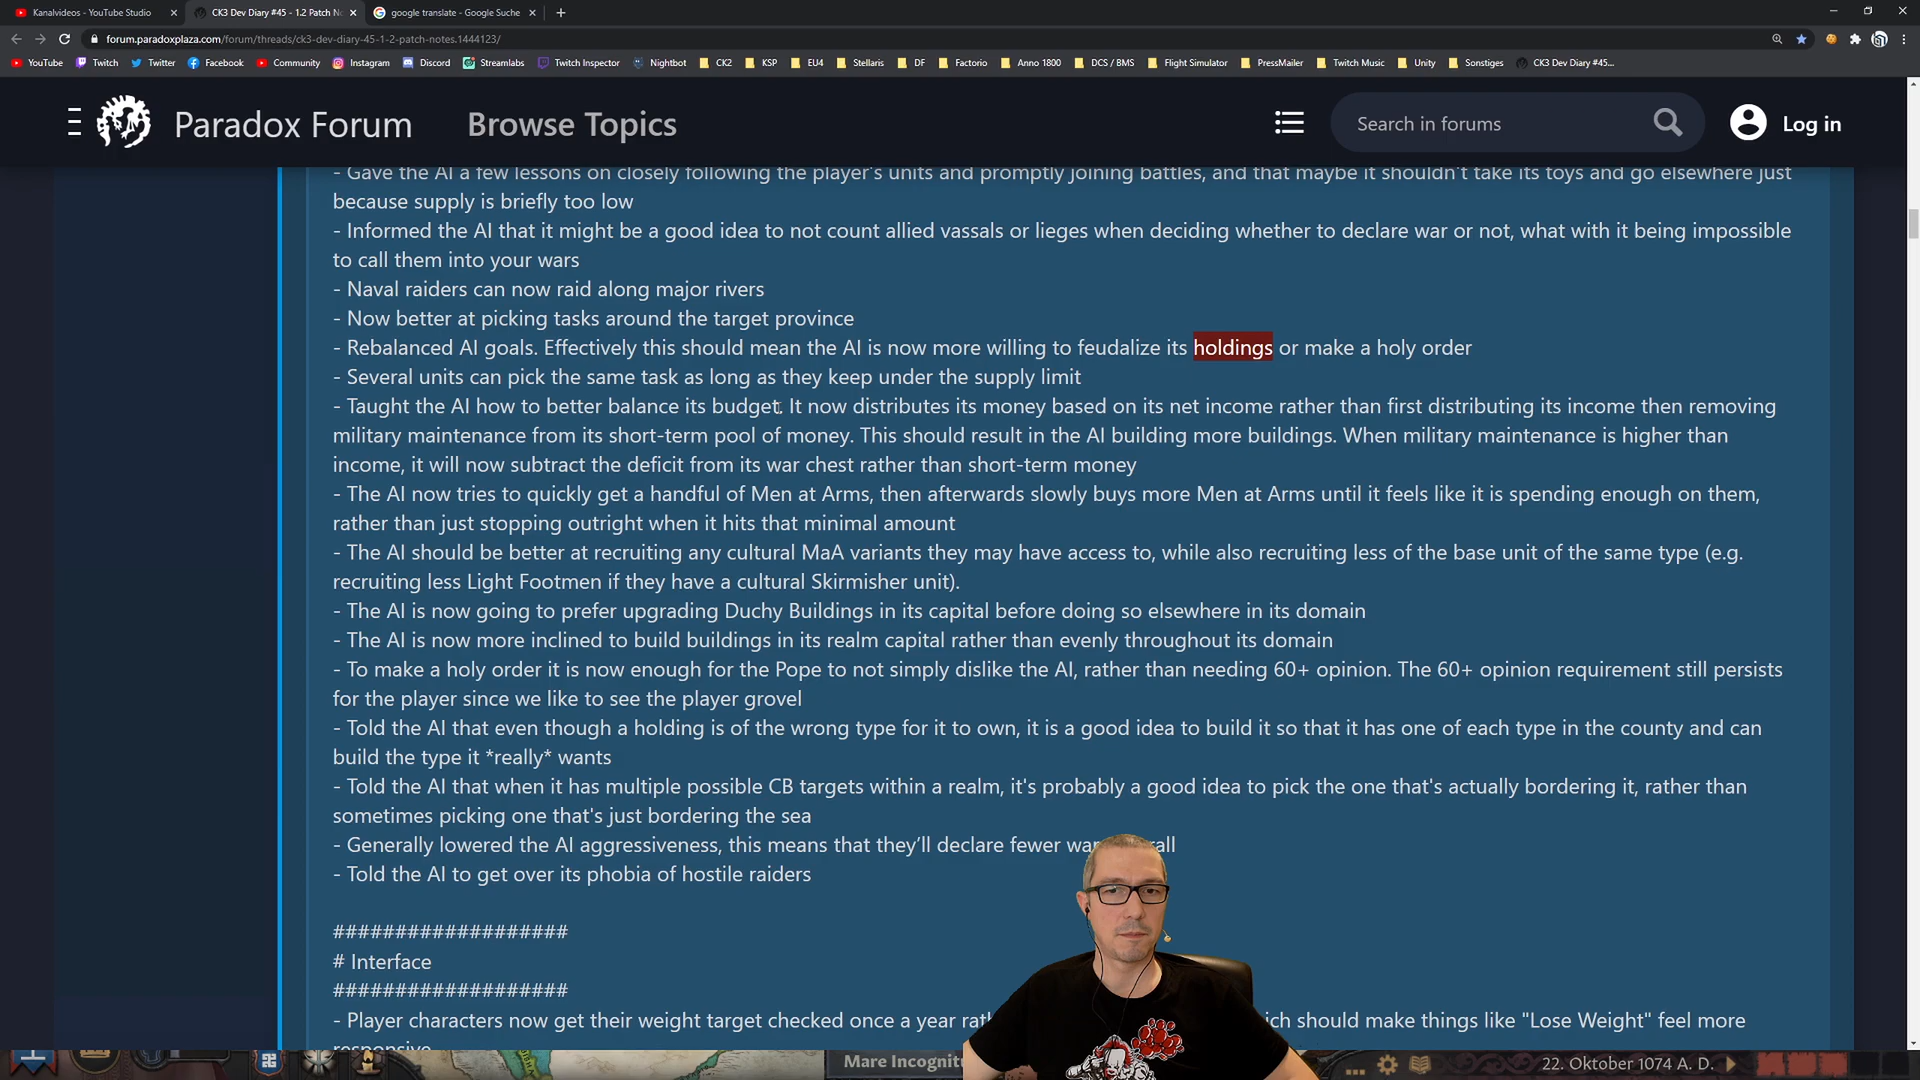 Kanalvideos - YouTube Studio
CK3 Dev Diary #45 - 1.2 Patch N
google translate - Google Suche
forum.paradoxplaza.com/forum/threads/ck3-dev-diary-45-1-2-patch-notes.1444123/
YouTube Twitch Twitter Facebook Community Instagram Discord Streamlabs Twitch Inspector Nightbot CK2 KSP EU4 Stellaris DF Factorio Anno 1800 DCS / BMS Flight Simulator PressMailer Twitch Music Unity Sonstiges CK3 Dev Diary #45...
Paradox Forum Browse Topics Search in forums Log in
- Gave the AI a few lessons on closely following the player's units and promptly joining battles, and that maybe it shouldn't take its toys and go elsewhere just
because supply is briefly too low
- Informed the AI that it might be a good idea to not count allied vassals or lieges when deciding whether to declare war or not, what with it being impossible
to call them into your wars
- Naval raiders can now raid along major rivers
- Now better at picking tasks around the target province
- Rebalanced AI goals. Effectively this should mean the AI is now more willing to feudalize its holdings or make a holy order
- Several units can pick the same task as long as they keep under the supply limit
- Taught the AI how to better balance its budget. It now distributes its money based on its net income rather than first distributing its income then removing
military maintenance from its short-term pool of money. This should result in the AI building more buildings. When military maintenance is higher than
income, it will now subtract the deficit from its war chest rather than short-term money
- The AI now tries to quickly get a handful of Men at Arms, then afterwards slowly buys more Men at Arms until it feels like it is spending enough on them,
rather than just stopping outright when it hits that minimal amount
- The AI should be better at recruiting any cultural MaA variants they may have access to, while also recruiting less of the base unit of the same type (e.g.
recruiting less Light Footmen if they have a cultural Skirmisher unit).
- The AI is now going to prefer upgrading Duchy Buildings in its capital before doing so elsewhere in its domain
- The AI is now more inclined to build buildings in its realm capital rather than evenly throughout its domain
- To make a holy order it is now enough for the Pope to not simply dislike the AI, rather than needing 60+ opinion. The 60+ opinion requirement still persists
for the player since we like to see the player grovel
- Told the AI that even though a holding is of the wrong type for it to own, it is a good idea to build it so that it has one of each type in the county and can
build the type it *really* wants
- Told the AI that when it has multiple possible CB targets within a realm, it's probably a good idea to pick the one that's actually bordering it, rather than
sometimes picking one that's just bordering the sea
- Generally lowered the AI aggressiveness, this means that they'll declare fewer war rall
- Told the AI to get over its phobia of hostile raiders
###################
# Interface
###################
- Player characters now get their weight target checked once a year rat ich should make things like "Lose Weight" feel more
responsive
Mare Incognit
22. Oktober 1074 A. D.